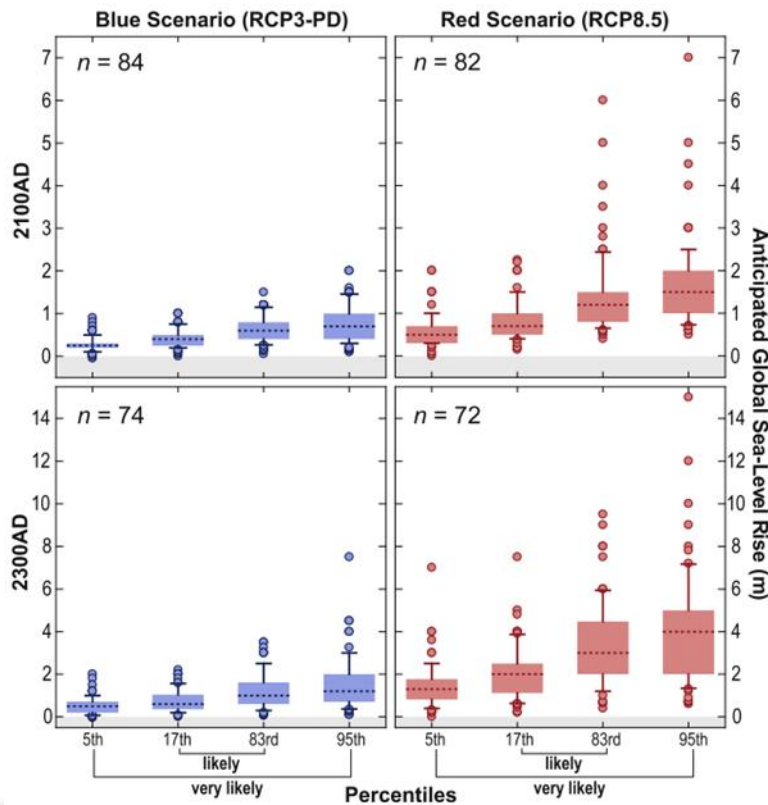 Blue Scenario (RCP3-PD)
Red Scenario (RCP8.5)
n = 84
n = 82
7
6
5
4
3
2
1
0
7
6
5
4
3
2
1
0
2100AD
n = 74
n = 72
14
12
10
8
6
4
2
0
14
12
10
8
6
4
2
0
2300AD
Anticipated Global Sea-Level Rise (m)
5th
17th
83rd
95th
5th
17th
83rd
95th
likely
likely
very likely
very likely
Percentiles